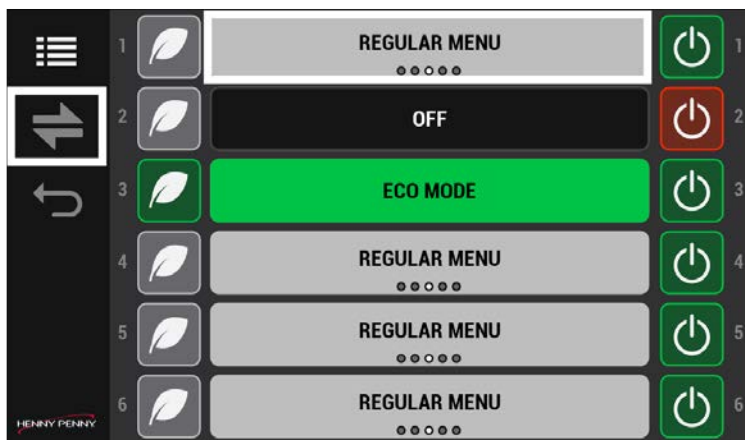 1 REGULAR MENU 1
2 OFF 2
3 ECO MODE 3
4 REGULAR MENU 4
5 REGULAR MENU 5
6 REGULAR MENU 6
HENNY PENNY